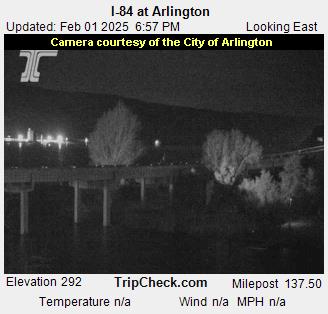 I-84 at Arlington
Updated: Feb 01 2025 6:57 PM Looking East
Camera courtesy of the City of Arlington
Elevation 292 TripCheck.com Milepost 137.50
Temperature n/a Wind n/a MPH n/a